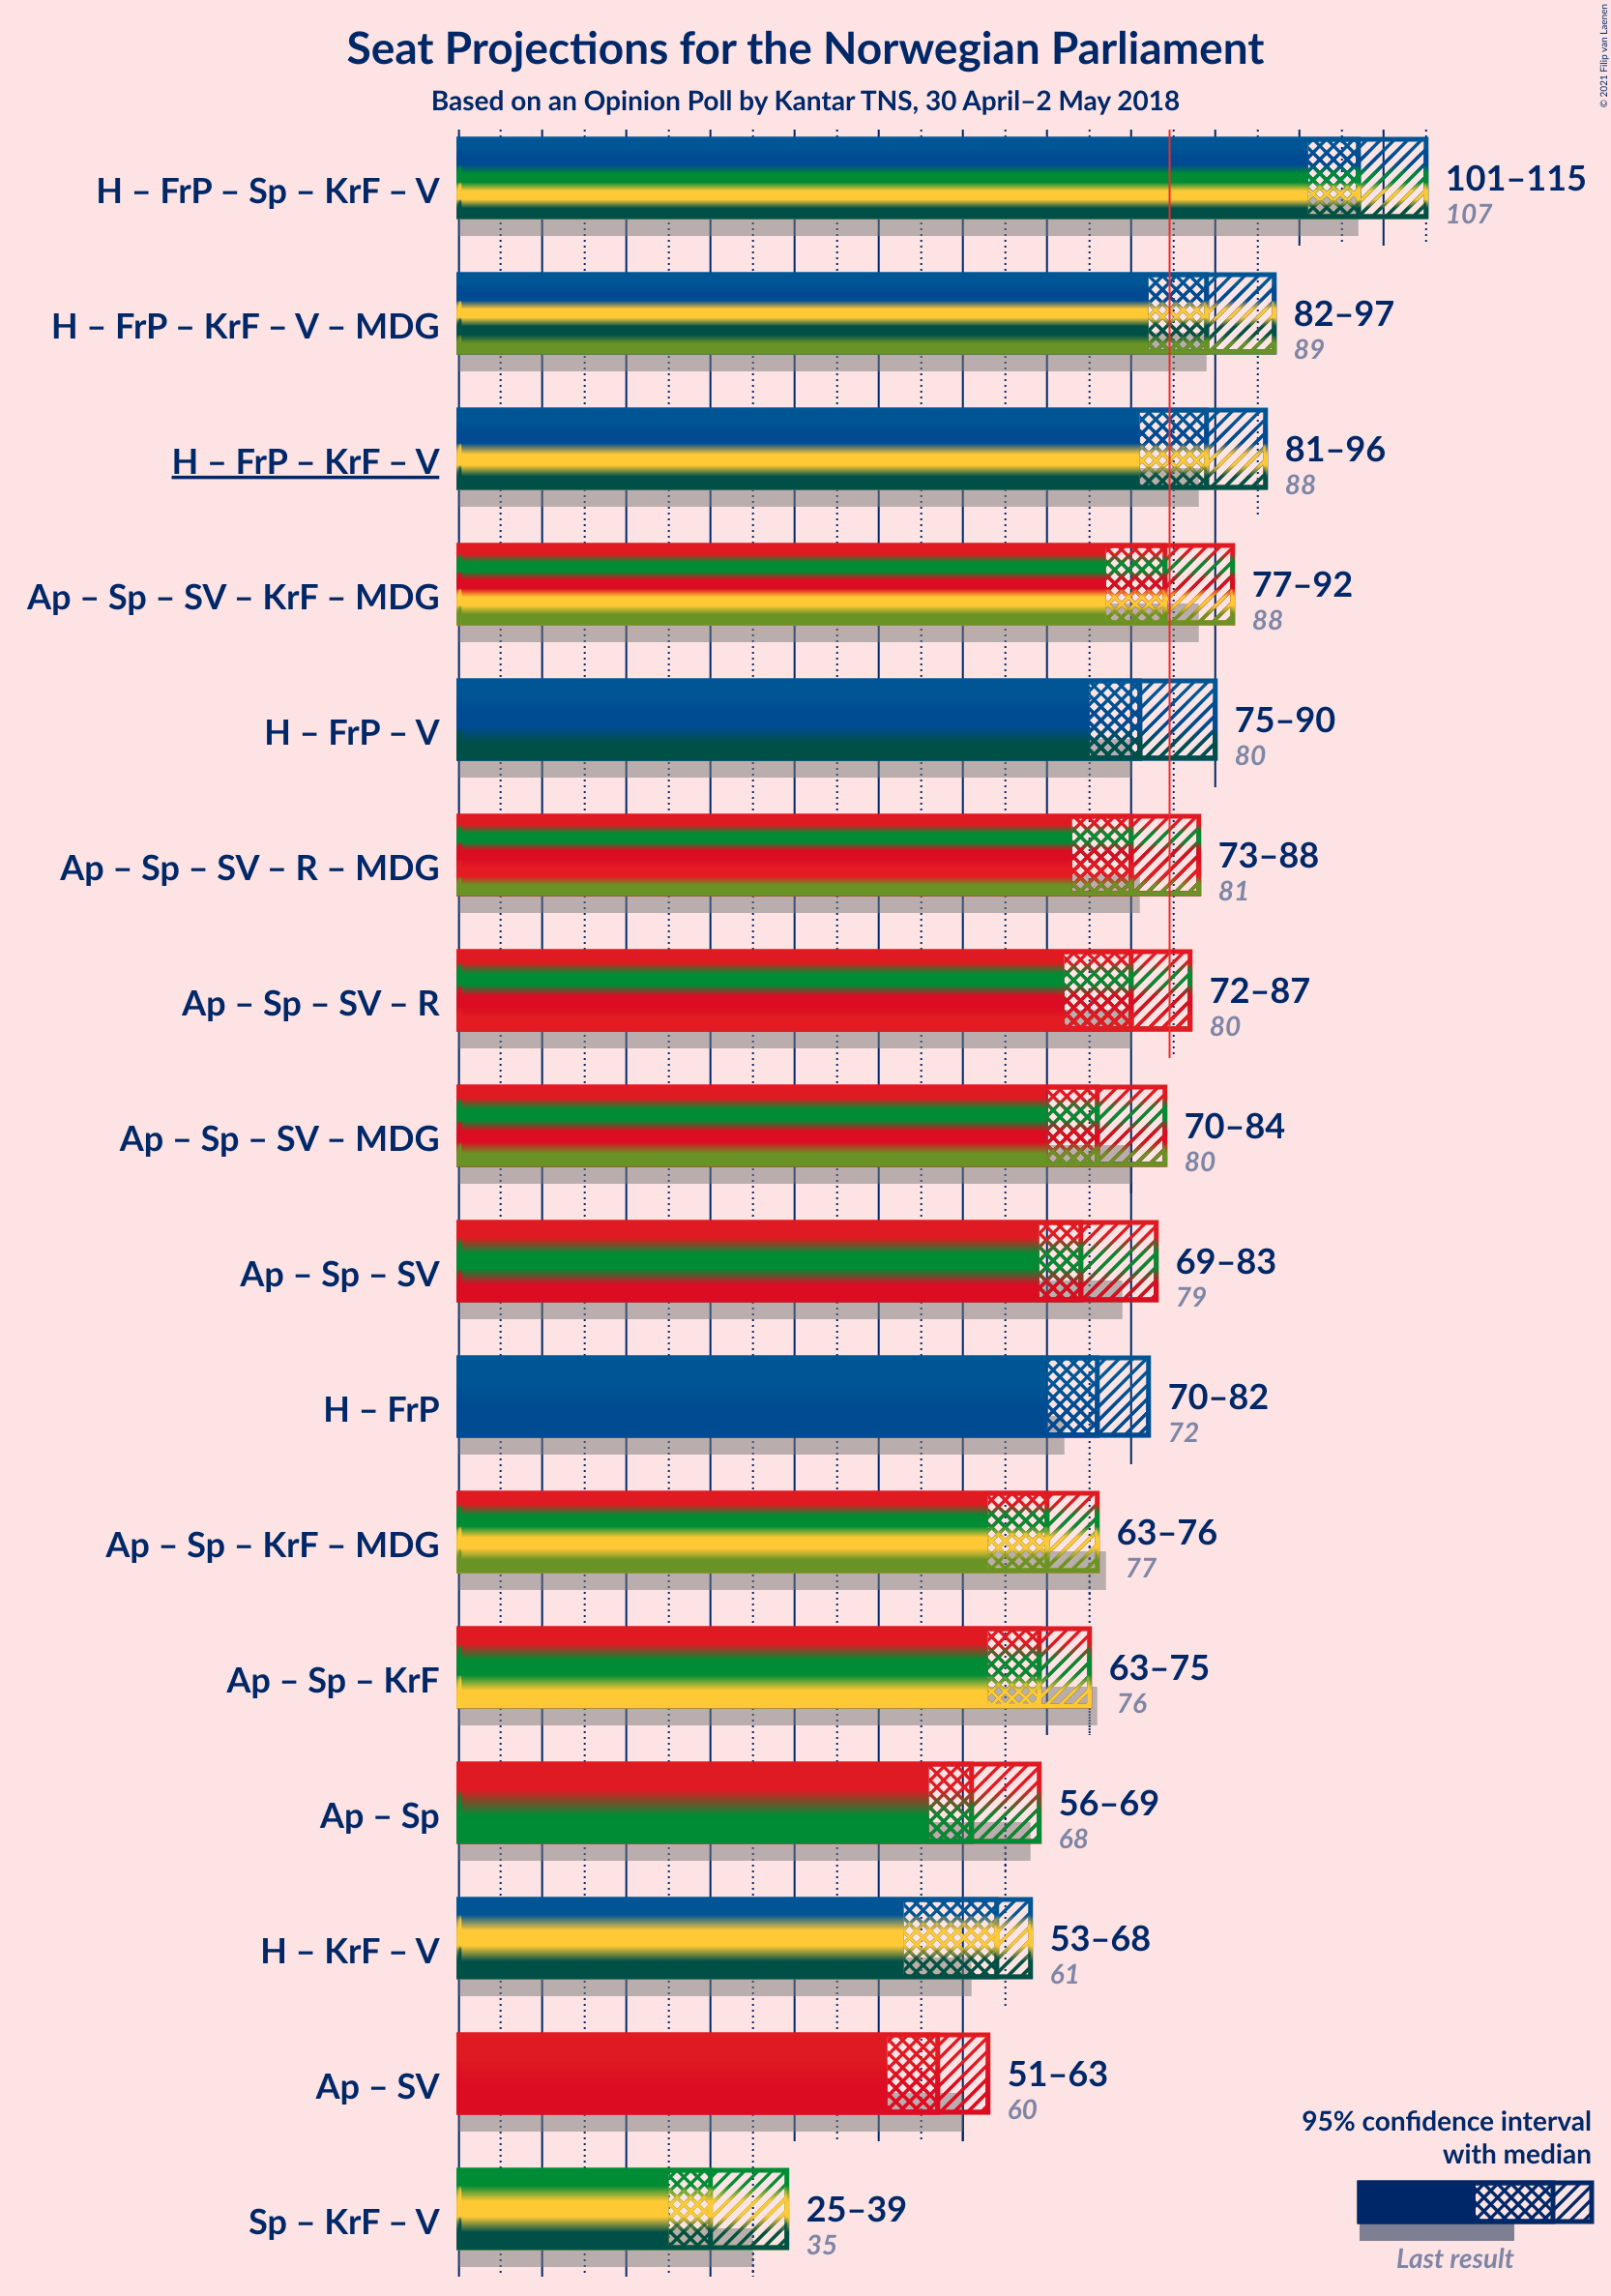 Seat Projections for the Norwegian Parliament
Based on an Opinion Poll by Kantar TNS, 30 April–2 May 2018
© 2021 Filip van Laenen
H – FrP – Sp – KrF – V
101–115
107
H – FrP – KrF – V – MDG
82–97
89
H – FrP – KrF – V
81–96
88
Ap – Sp – SV – KrF – MDG
77–92
88
H – FrP – V
75–90
80
Ap – Sp – SV – R – MDG
73–88
81
Ap – Sp – SV – R
72–87
80
Ap – Sp – SV – MDG
70–84
80
Ap – Sp – SV
69–83
79
H – FrP
70–82
72
Ap – Sp – KrF – MDG
63–76
77
Ap – Sp – KrF
63–75
76
Ap – Sp
56–69
68
H – KrF – V
53–68
61
Ap – SV
51–63
60
Sp – KrF – V
25–39
35
95% confidence interval
with median
Last result